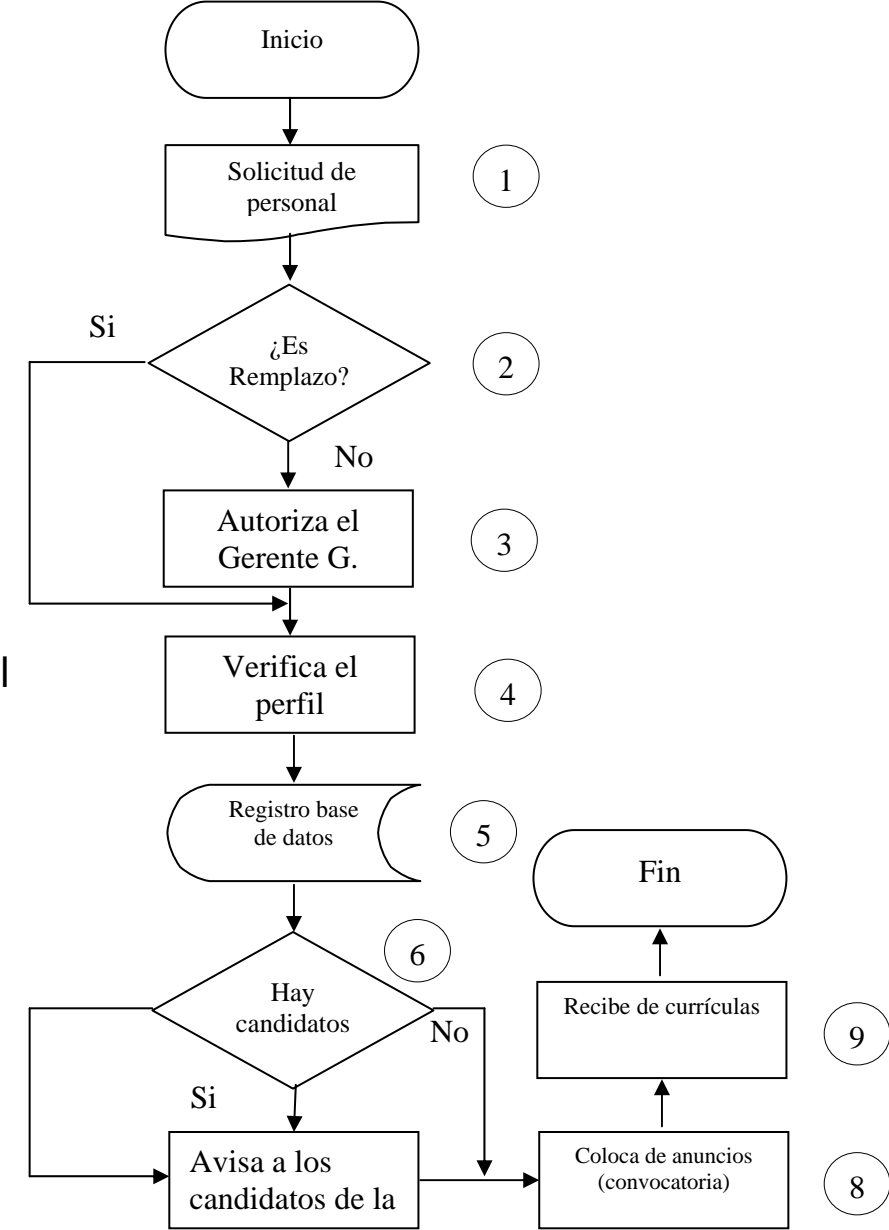 Inicio
Solicitud de
personal
1
Si
¿Es
Remplazo?
2
No
Autoriza el
Gerente G.
3
l
Verifica el
perfil
4
Registro base
de datos
5
Fin
6
Hay
candidatos
No
Recibe de currículas
9
Si
Avisa a los
candidatos de la
Coloca de anuncios
(convocatoria)
8